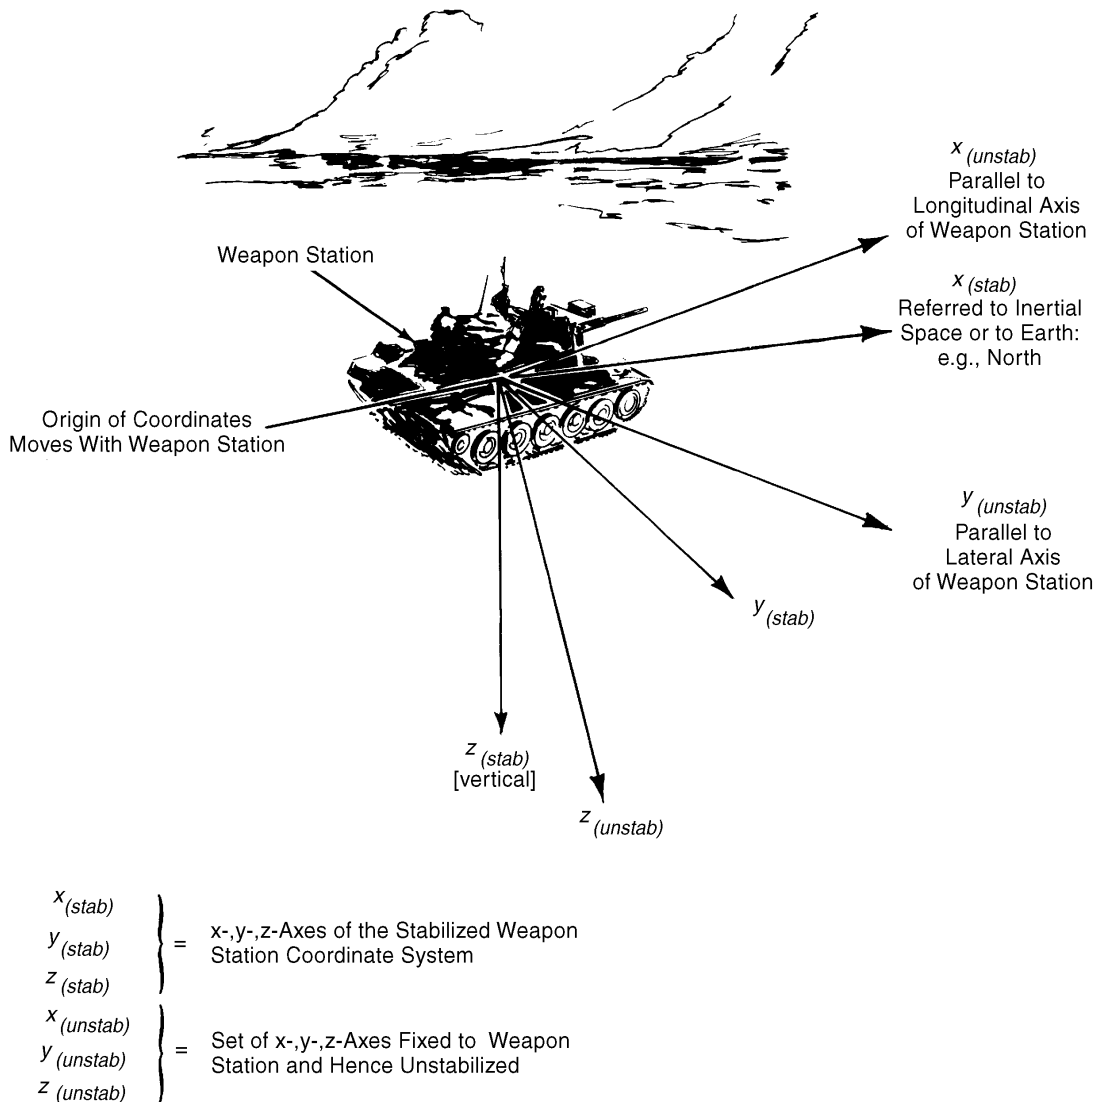 x (unstab)
Parallel to
Longitudinal Axis
of Weapon Station
Weapon Station
x (stab)
Referred to Inertial
Space or to Earth:
e.g., North
Origin of Coordinates
Moves With Weapon Station
y (unstab)
Parallel to
Lateral Axis
of Weapon Station
y (stab)
z (stab)
[vertical]
z (unstab)
x (stab)
y (stab)
z (stab)
= x-,y-,z-Axes of the Stabilized Weapon
Station Coordinate System
x (unstab)
y (unstab)
z (unstab)
= Set of x-,y-,z-Axes Fixed to Weapon
Station and Hence Unstabilized